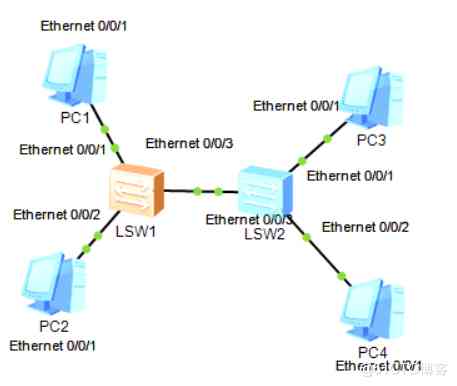 Ethernet 0/0/1
PC1
Ethernet 0/0/1
Ethernet 0/0/3
Ethernet 0/0/1
PC3
Ethernet 0/0/1
Ethernet 0/0/2
LSW1
Ethernet 0/0/3
LSW2
Ethernet 0/0/2
PC2
Ethernet 0/0/1
PC4
Ethernet 0/0/1